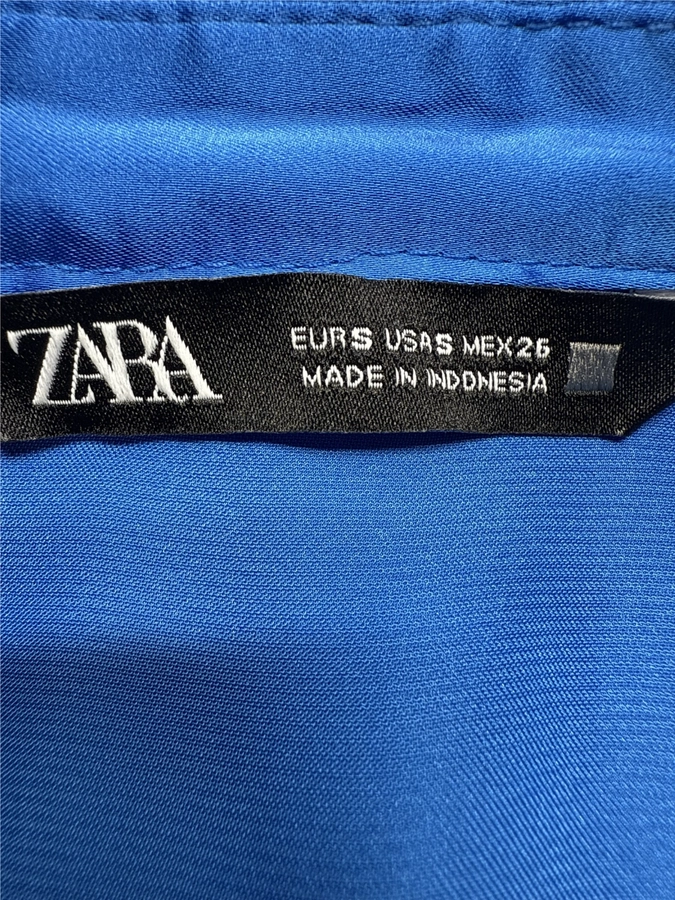 ZARA
EUR S USA S MEX 26
MADE IN INDONESIA